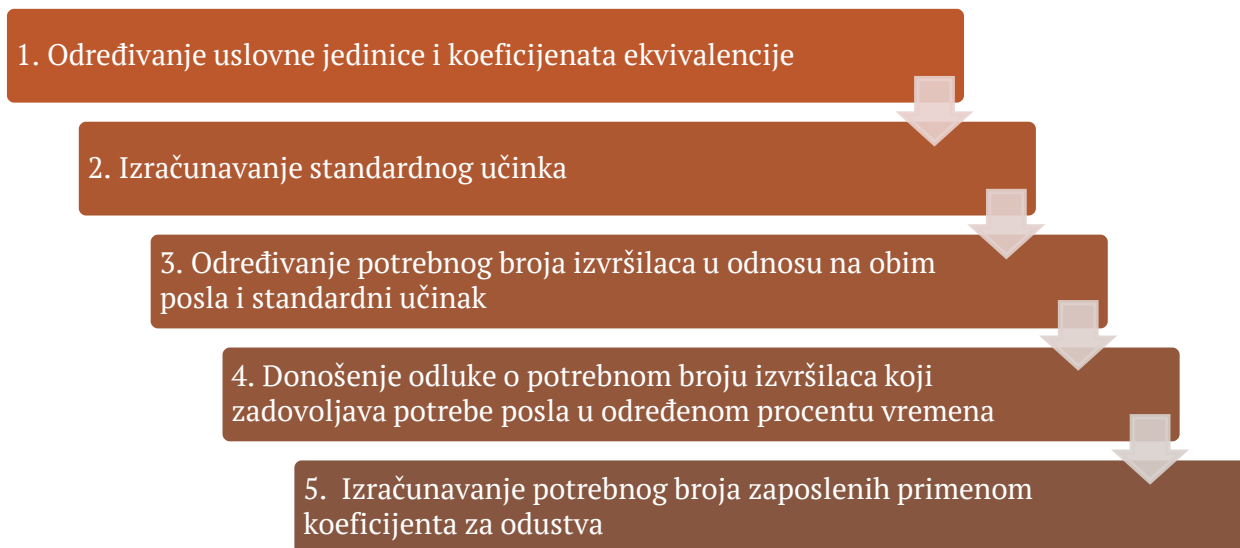 1. Određivanje uslovne jedinice i koeficijenata ekvivalencije
2. Izračunavanje standardnog učinka
3. Određivanje potrebnog broja izvršilaca u odnosu na obim
posla i standardni učinak
4. Donošenje odluke o potrebnom broju izvršilaca koji
zadovoljava potrebe posla u određenom procentu vremena
5. Izračunavanje potrebnog broja zaposlenih primenom
koeficijenta za odustva